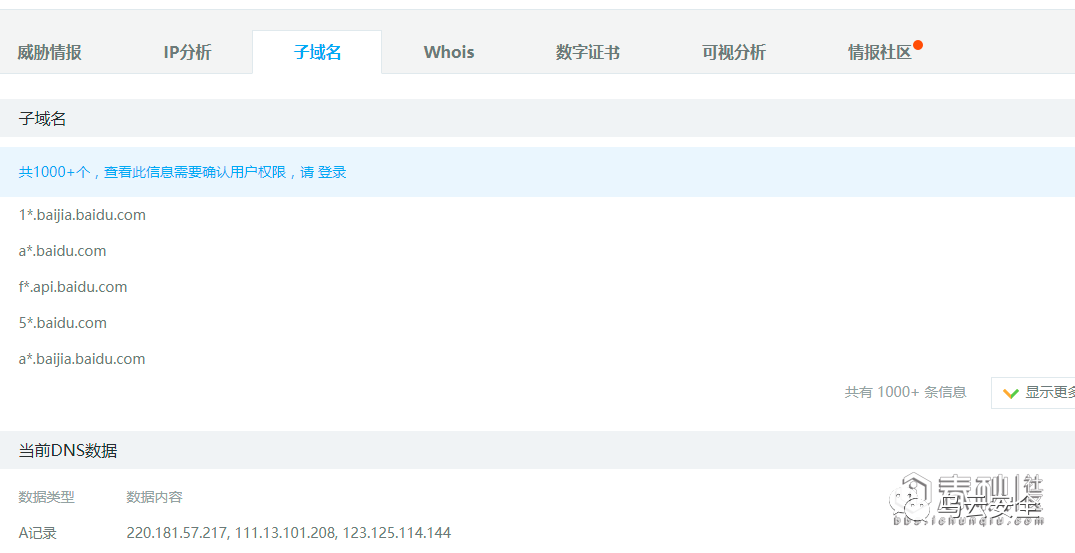 威胁情报 IP分析 子域名 Whois 数字证书 可视分析 情报社区
子域名
共1000+个，查看此信息需要确认用户权限，请 登录
1*.baijia.baidu.com
a*.baidu.com
f*.api.baidu.com
5*.baidu.com
a*.baijia.baidu.com
共有 1000+ 条信息 显示更多
当前DNS数据
数据类型 数据内容
A记录 220.181.57.217, 111.13.101.208, 123.125.114.144
乌云安全